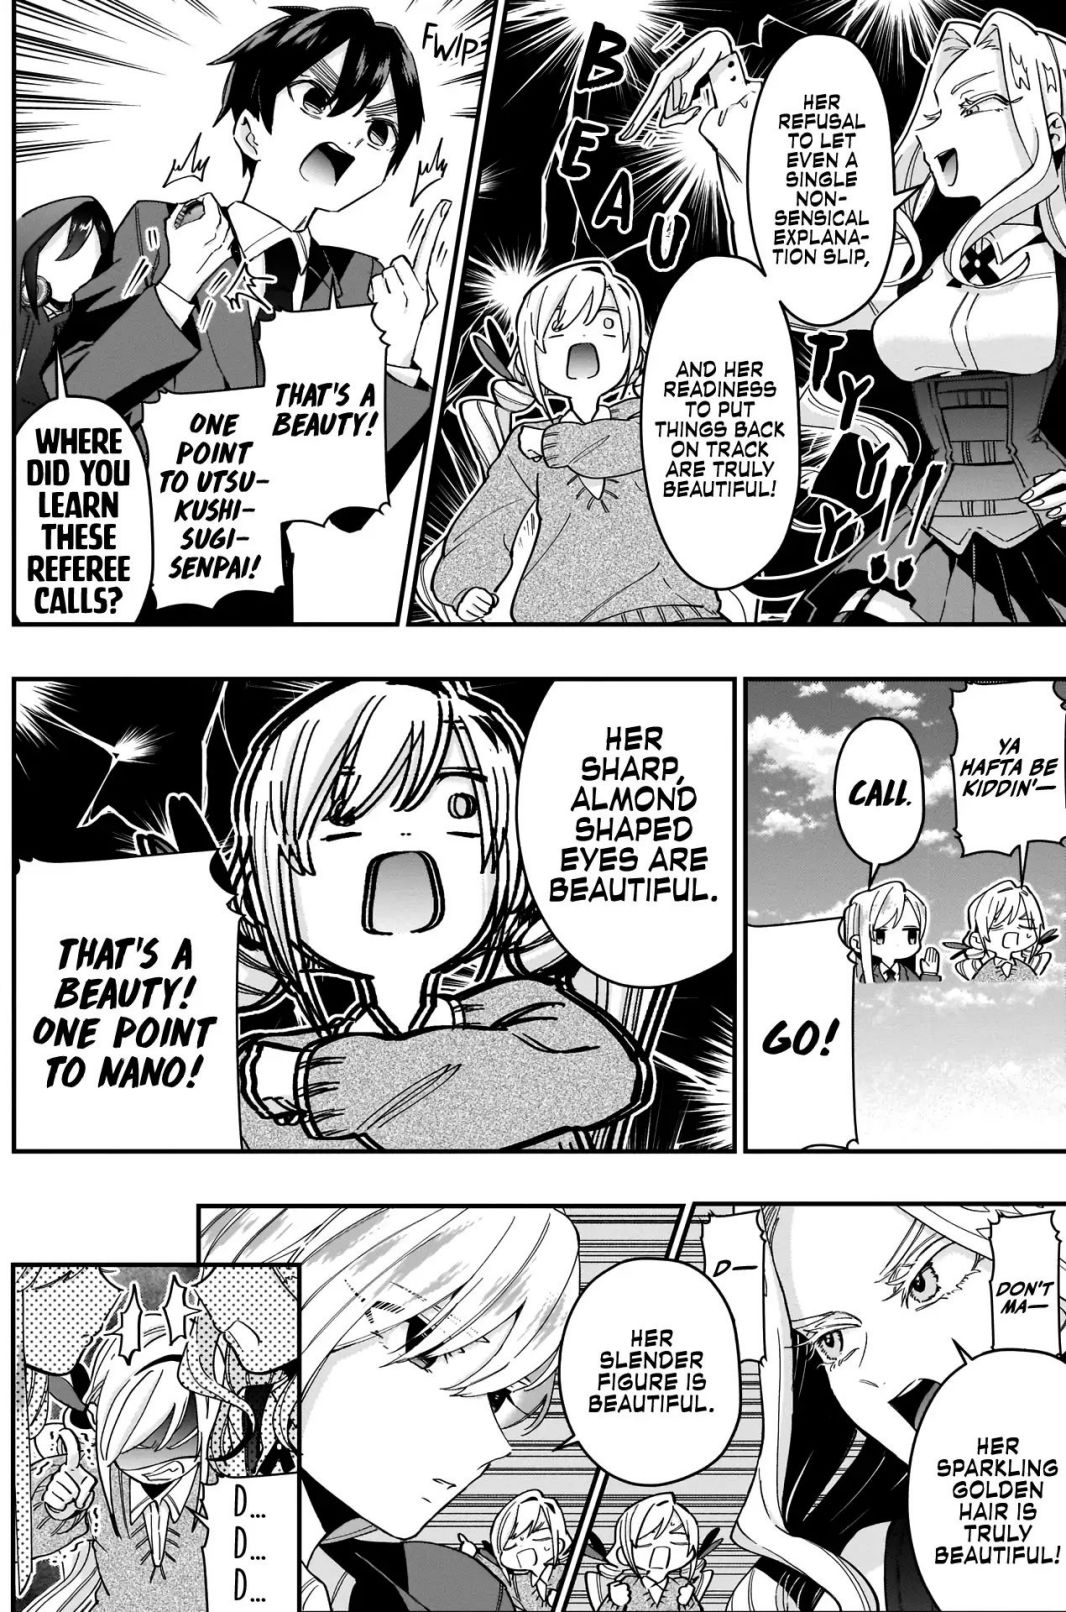 HER
REFUSAL
TO LET
EVEN A
SINGLE
NON-
SENSICAL
EXPLANA-
TION SLIP,
AND HER
READINESS
TO PUT
THINGS BACK
ON TRACK
ARE TRULY
BEAUTIFUL!
BEAU
TYYY!!!
FWIP
THAT'S A
BEAUTY!
ONE
POINT
TO UTSU-
KUSHI-
SUGI-
SENPAI!
WHERE
DID YOU
LEARN
THESE
REFEREE
CALLS?
YA
HAFTA BE
KIDDIN'—
CALL.
GO!
HER
SHARP,
ALMOND
SHAPED
EYES ARE
BEAUTIFUL.
THAT'S A
BEAUTY!
ONE POINT
TO NANO!
DON'T
MA—
HER
SPARKLING
GOLDEN
HAIR IS
TRULY
BEAUTIFUL!
D—
HER
SLENDER
FIGURE IS
BEAUTIFUL.
D...
D...
D...